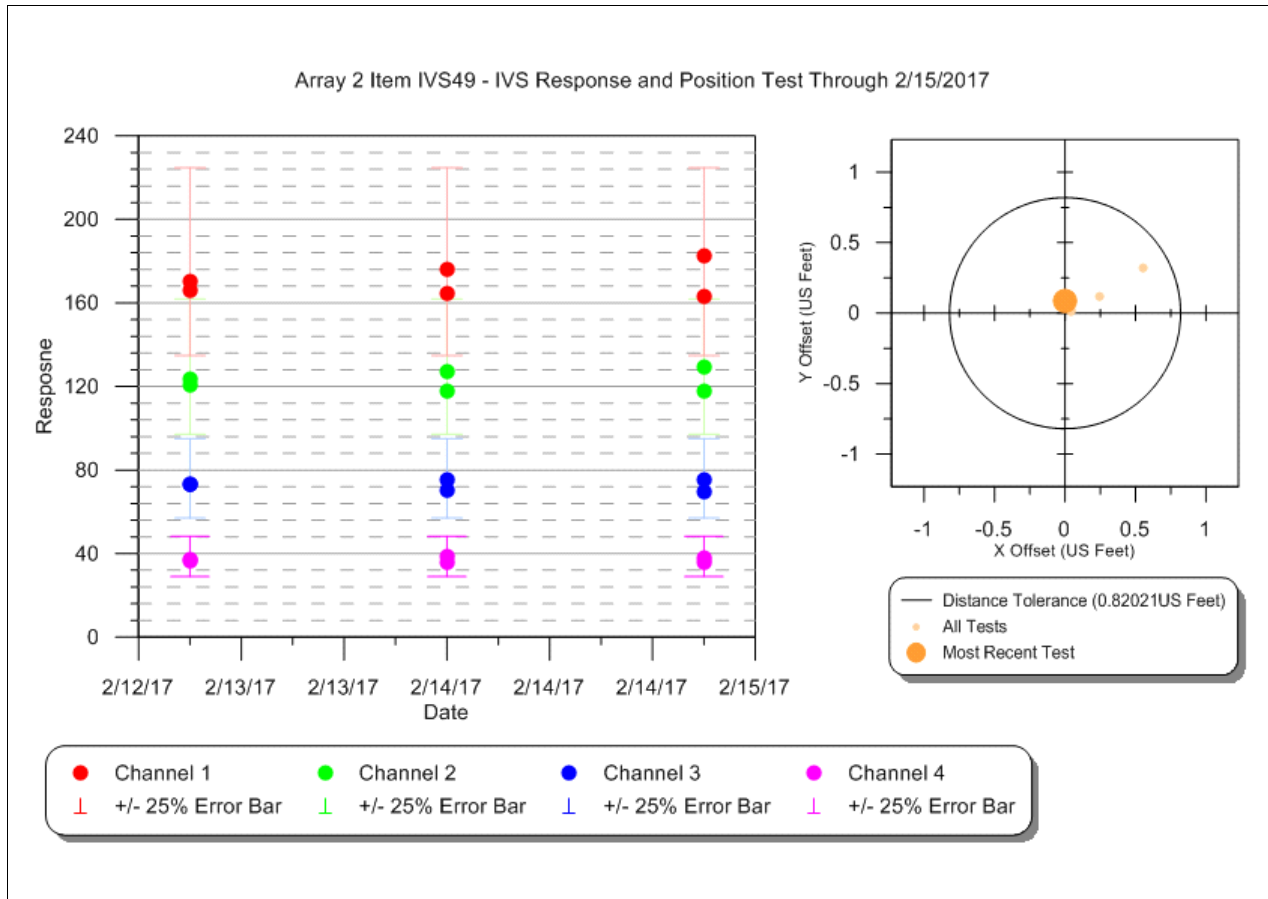 Array 2 Item IVS49 - IVS Response and Position Test Through 2/15/2017
240
200
160
120
80
40
0
Resposne
2/12/17 2/13/17 2/13/17 2/14/17 2/14/17 2/14/17 2/15/17
Date
1
0.5
0
-0.5
-1
Y Offset (US Feet)
-1 -0.5 0 0.5 1
X Offset (US Feet)
Distance Tolerance (0.82021US Feet)
All Tests
Most Recent Test
Channel 1 Channel 2 Channel 3 Channel 4
+/- 25% Error Bar +/- 25% Error Bar +/- 25% Error Bar +/- 25% Error Bar